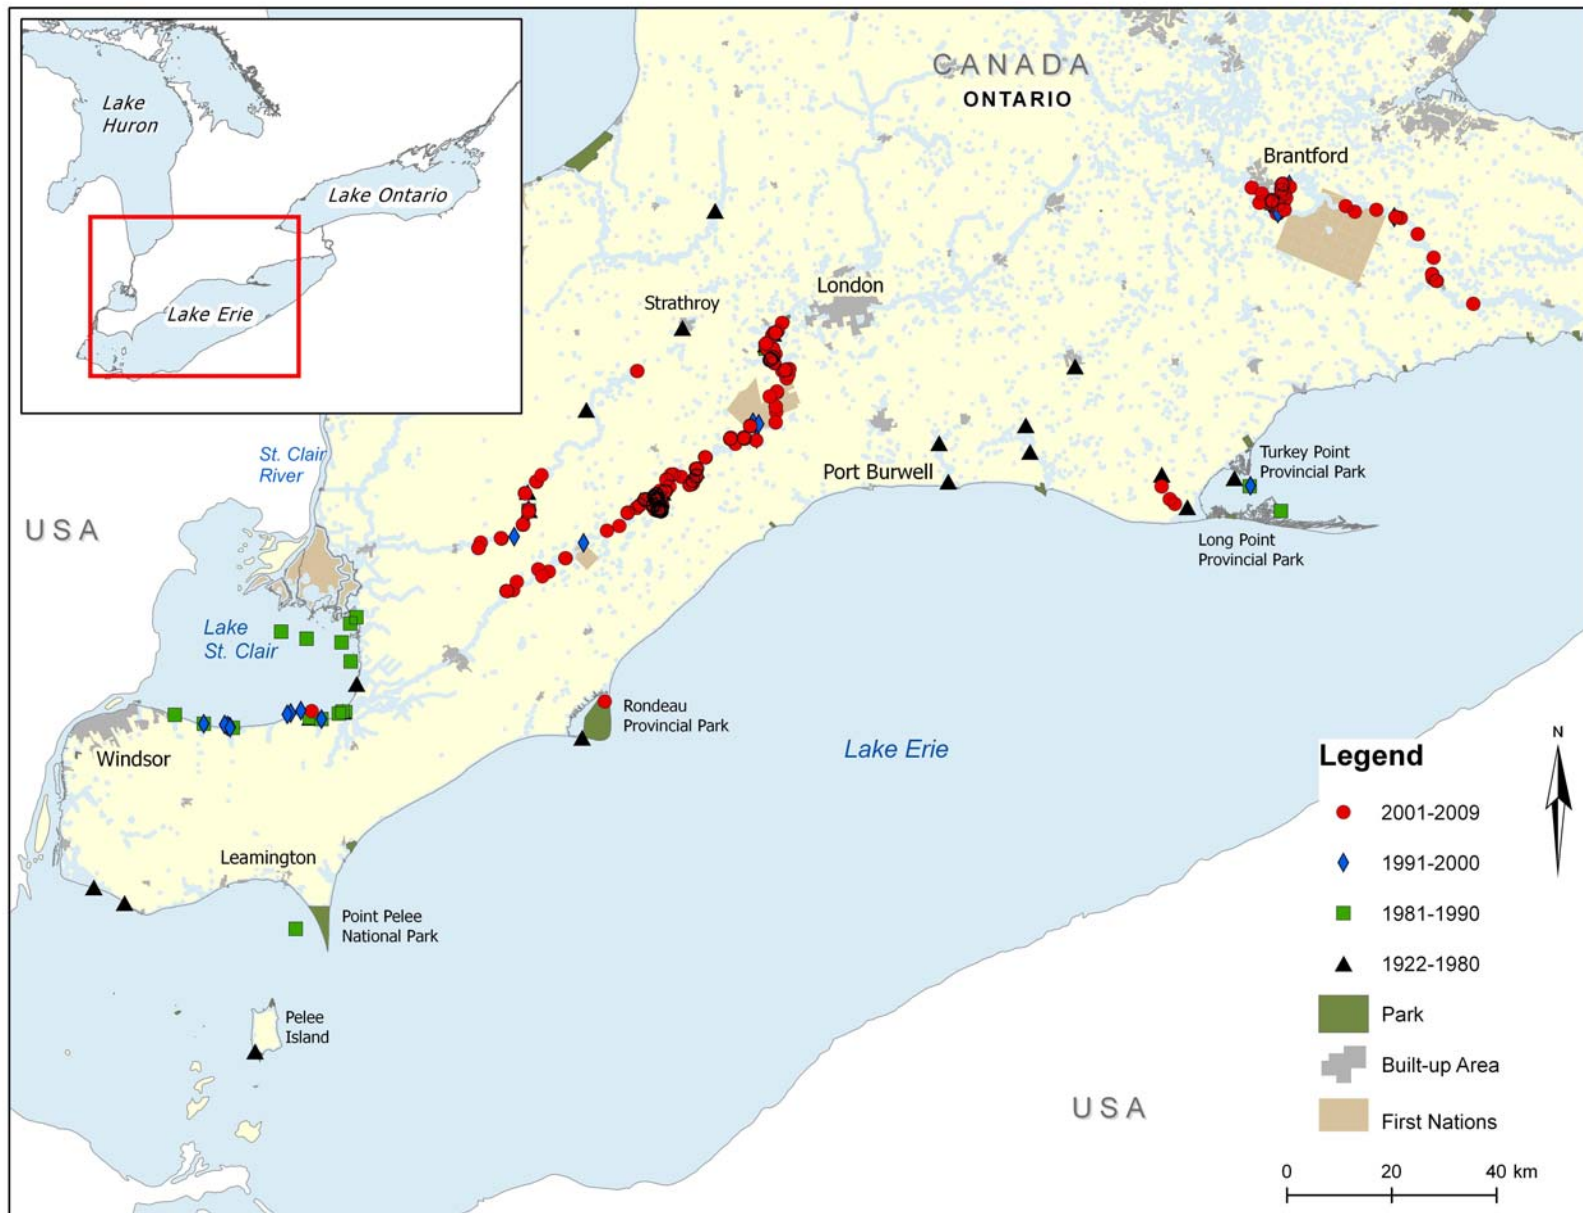 Lake
Huron
Lake Ontario
Lake Erie
CANADA
ONTARIO
Brantford
London
Strathroy
St. Clair
River
Port Burwell
Turkey Point
Provincial Park
USA
Long Point
Provincial Park
Lake
St. Clair
Rondeau
Provincial Park
Windsor
Lake Erie
Leamington
Point Pelee
National Park
Pelee
Island
USA
N
Legend
2001-2009
1991-2000
1981-1990
1922-1980
Park
Built-up Area
First Nations
0 20 40 km